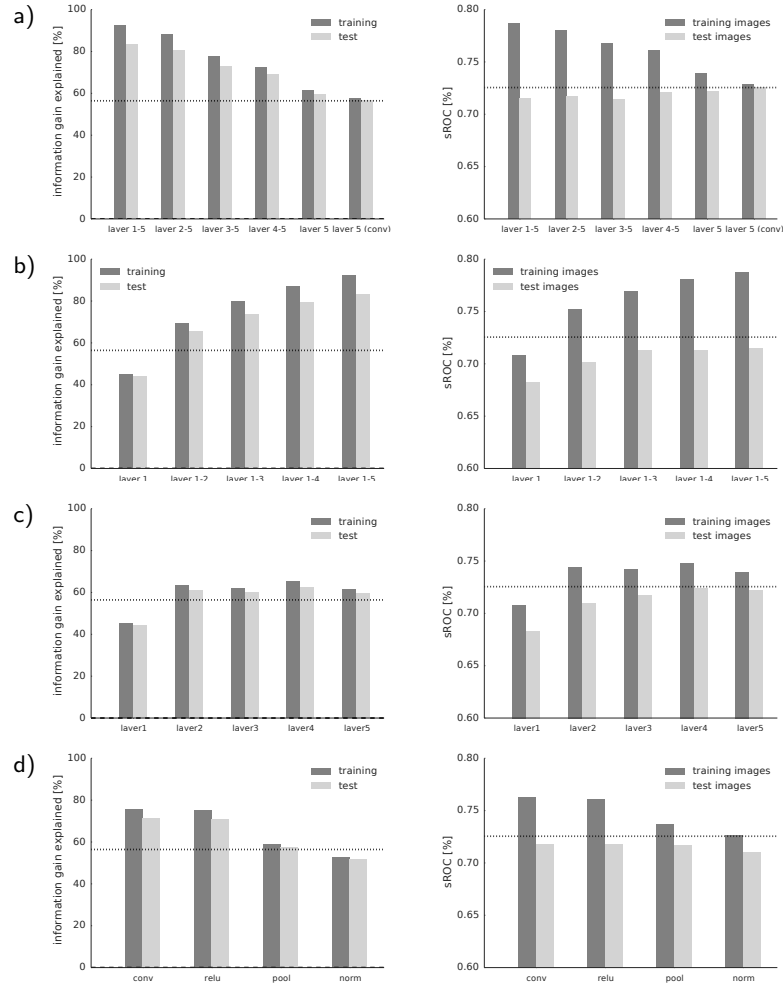 a)
information gain explained [%]
100
80
60
40
20
0
training
test
layer 1-5 layer 2-5 layer 3-5 layer 4-5 layer 5 layer 5 (conv)
sROC [%]
0.80
0.75
0.70
0.65
0.60
training images
test images
layer 1-5 layer 2-5 layer 3-5 layer 4-5 layer 5 layer 5 (conv)
b)
information gain explained [%]
100
80
60
40
20
0
training
test
layer 1 layer 1-2 layer 1-3 layer 1-4 layer 1-5
sROC [%]
0.80
0.75
0.70
0.65
0.60
training images
test images
layer 1 layer 1-2 layer 1-3 layer 1-4 layer 1-5
c)
information gain explained [%]
100
80
60
40
20
0
training
test
layer1 layer2 layer3 layer4 layer5
sROC [%]
0.80
0.75
0.70
0.65
0.60
training images
test images
layer1 layer2 layer3 layer4 layer5
d)
information gain explained [%]
100
80
60
40
20
0
training
test
conv relu pool norm
sROC [%]
0.80
0.75
0.70
0.65
0.60
training images
test images
conv relu pool norm